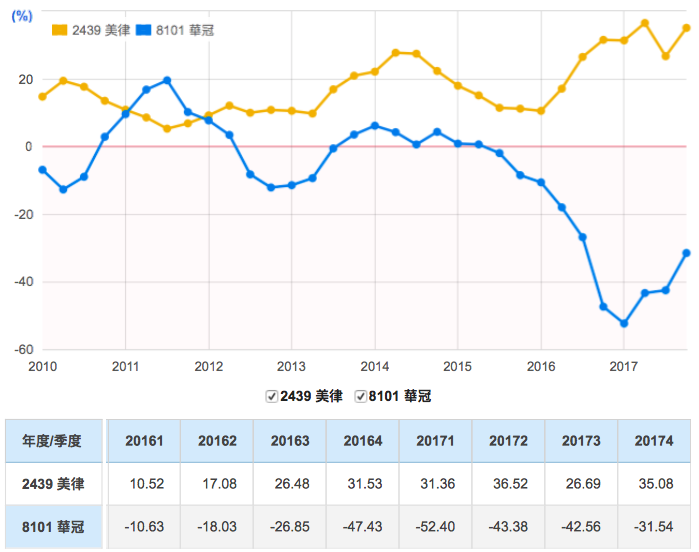 (%)
2439 美律 8101 華冠
20
0
-20
-40
-60
2010 2011 2012 2013 2014 2015 2016 2017
2439 美律 8101 華冠
年度/季度 20161 20162 20163 20164 20171 20172 20173 20174
2439 美律 10.52 17.08 26.48 31.53 31.36 36.52 26.69 35.08
8101 華冠 -10.63 -18.03 -26.85 -47.43 -52.40 -43.38 -42.56 -31.54